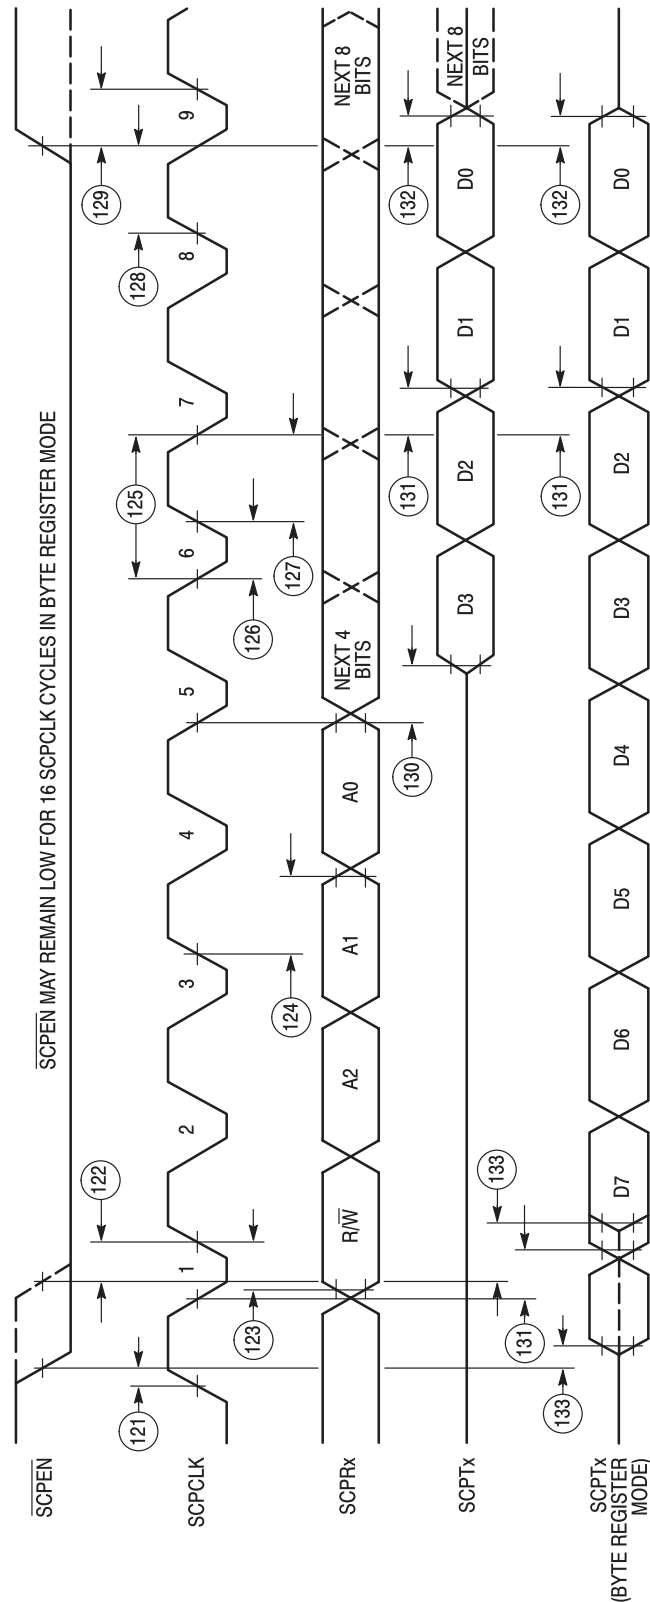 SCPEN MAY REMAIN LOW FOR 16 SCPCLK CYCLES IN BYTE REGISTER MODE
SCPEN
121
122
129
128
SCPCLK
1
2
3
4
5
6
7
8
9
123
124
125
126
127
SCPRx
R/W
A2
A1
A0
NEXT 4
BITS
NEXT 8
BITS
130
131
132
SCPTx
D3
D2
D1
D0
NEXT 8
BITS
133
131
133
131
132
SCPTx
(BYTE REGISTER
MODE)
D7
D6
D5
D4
D3
D2
D1
D0